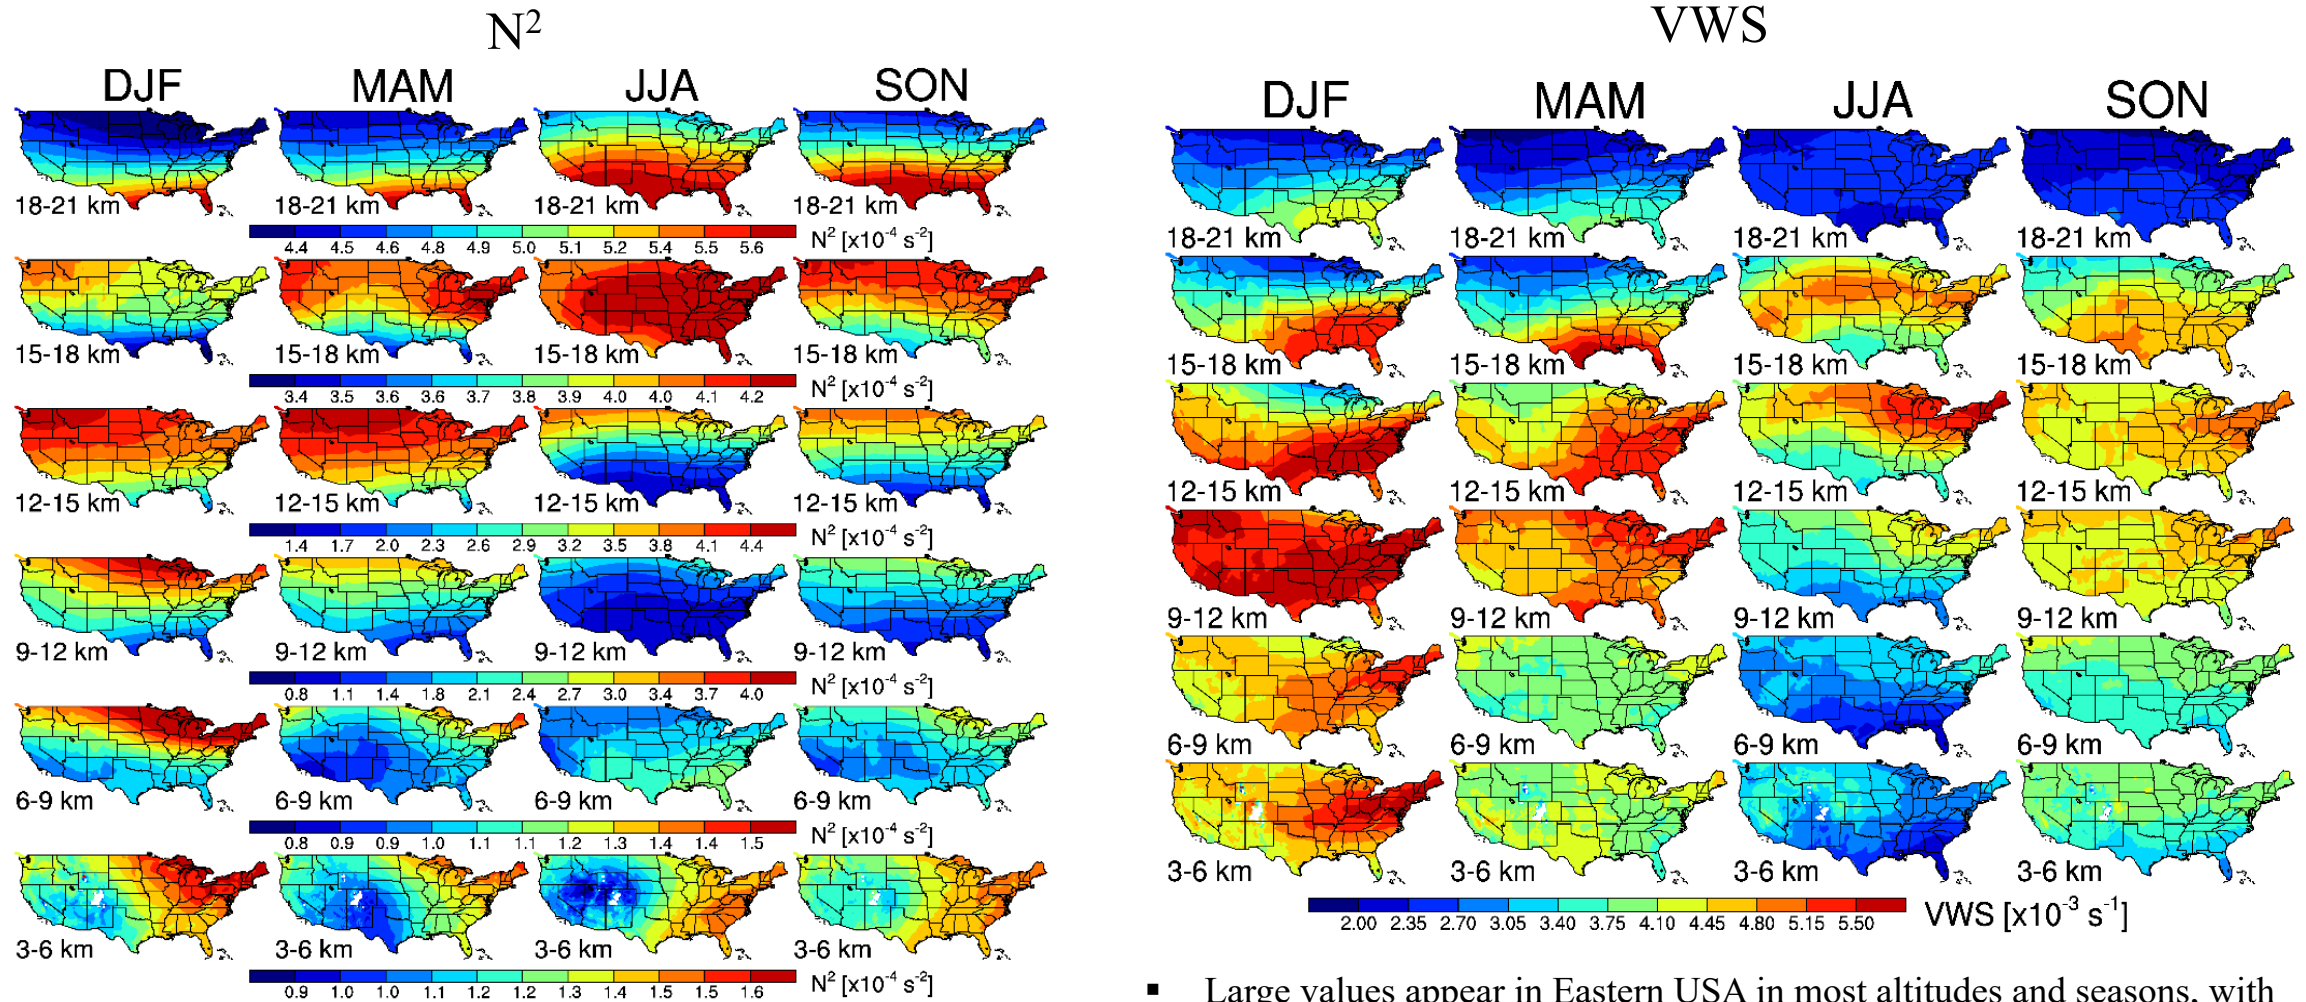 N²
DJF MAM JJA SON
18-21 km 18-21 km 18-21 km 18-21 km
4.4 4.5 4.6 4.8 4.9 5.0 5.1 5.2 5.4 5.5 5.6 N² [x10⁻⁴ s⁻²]
15-18 km 15-18 km 15-18 km 15-18 km
3.4 3.5 3.6 3.6 3.7 3.8 3.9 4.0 4.0 4.1 4.2 N² [x10⁻⁴ s⁻²]
12-15 km 12-15 km 12-15 km 12-15 km
1.4 1.7 2.0 2.3 2.6 2.9 3.2 3.5 3.8 4.1 4.4 N² [x10⁻⁴ s⁻²]
9-12 km 9-12 km 9-12 km 9-12 km
0.8 1.1 1.4 1.8 2.1 2.4 2.7 3.0 3.4 3.7 4.0 N² [x10⁻⁴ s⁻²]
6-9 km 6-9 km 6-9 km 6-9 km
0.8 0.9 0.9 1.0 1.1 1.1 1.2 1.3 1.4 1.4 1.5 N² [x10⁻⁴ s⁻²]
3-6 km 3-6 km 3-6 km 3-6 km
0.9 1.0 1.0 1.1 1.2 1.2 1.3 1.4 1.5 1.5 1.6 N² [x10⁻⁴ s⁻²]
VWS
DJF MAM JJA SON
18-21 km 18-21 km 18-21 km 18-21 km
15-18 km 15-18 km 15-18 km 15-18 km
12-15 km 12-15 km 12-15 km 12-15 km
9-12 km 9-12 km 9-12 km 9-12 km
6-9 km 6-9 km 6-9 km 6-9 km
3-6 km 3-6 km 3-6 km 3-6 km
2.00 2.35 2.70 3.05 3.40 3.75 4.10 4.45 4.80 5.15 5.50 VWS [x10⁻³ s⁻¹]
▪ Large values appear in Eastern USA in most altitudes and seasons, with